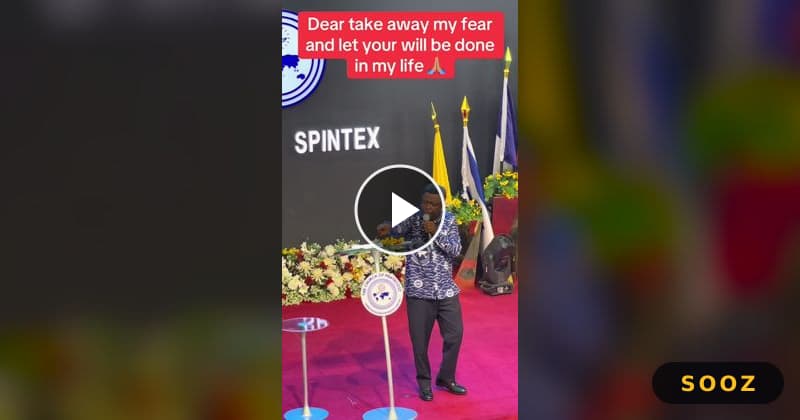 Dear take away my fear
and let your will be done
in my life🙏
SPINTEX
SOOZ